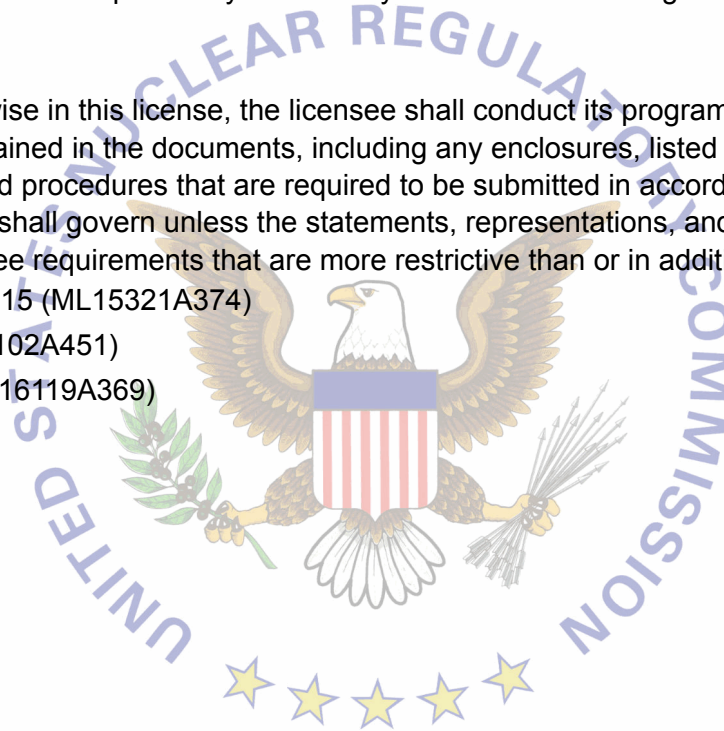 UNITED STATES NUCLEAR REGULATORY COMMISSION
wise in this license, the licensee shall conduct its program
ained in the documents, including any enclosures, listed
d procedures that are required to be submitted in accord
shall govern unless the statements, representations, and
ee requirements that are more restrictive than or in addit
15 (ML15321A374)
102A451)
16119A369)